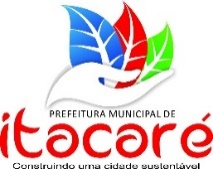 PREFEITURA MUNICIPAL DE
itacaré
Construindo uma cidade sustentável